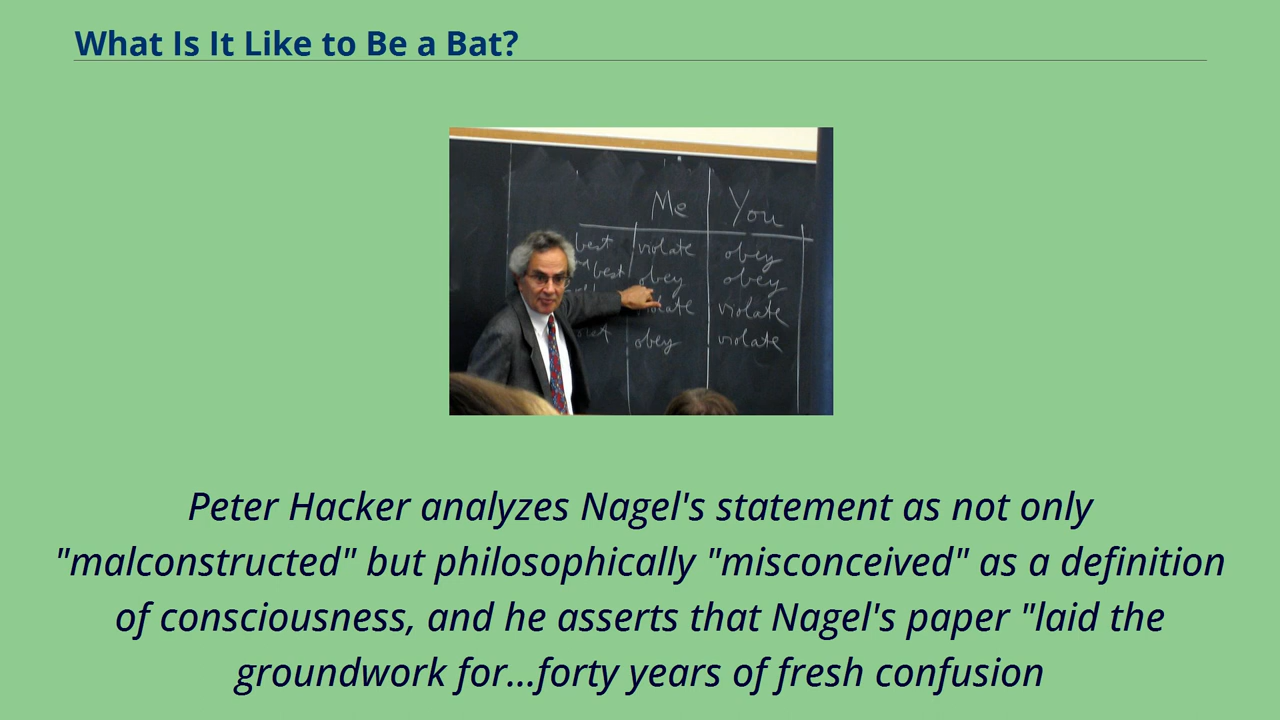 What Is It Like to Be a Bat?
Me You
best violate obey
best obey obey
violate
obey violate
Peter Hacker analyzes Nagel's statement as not only
"malconstructed" but philosophically "misconceived" as a definition
of consciousness, and he asserts that Nagel's paper "laid the
groundwork for...forty years of fresh confusion